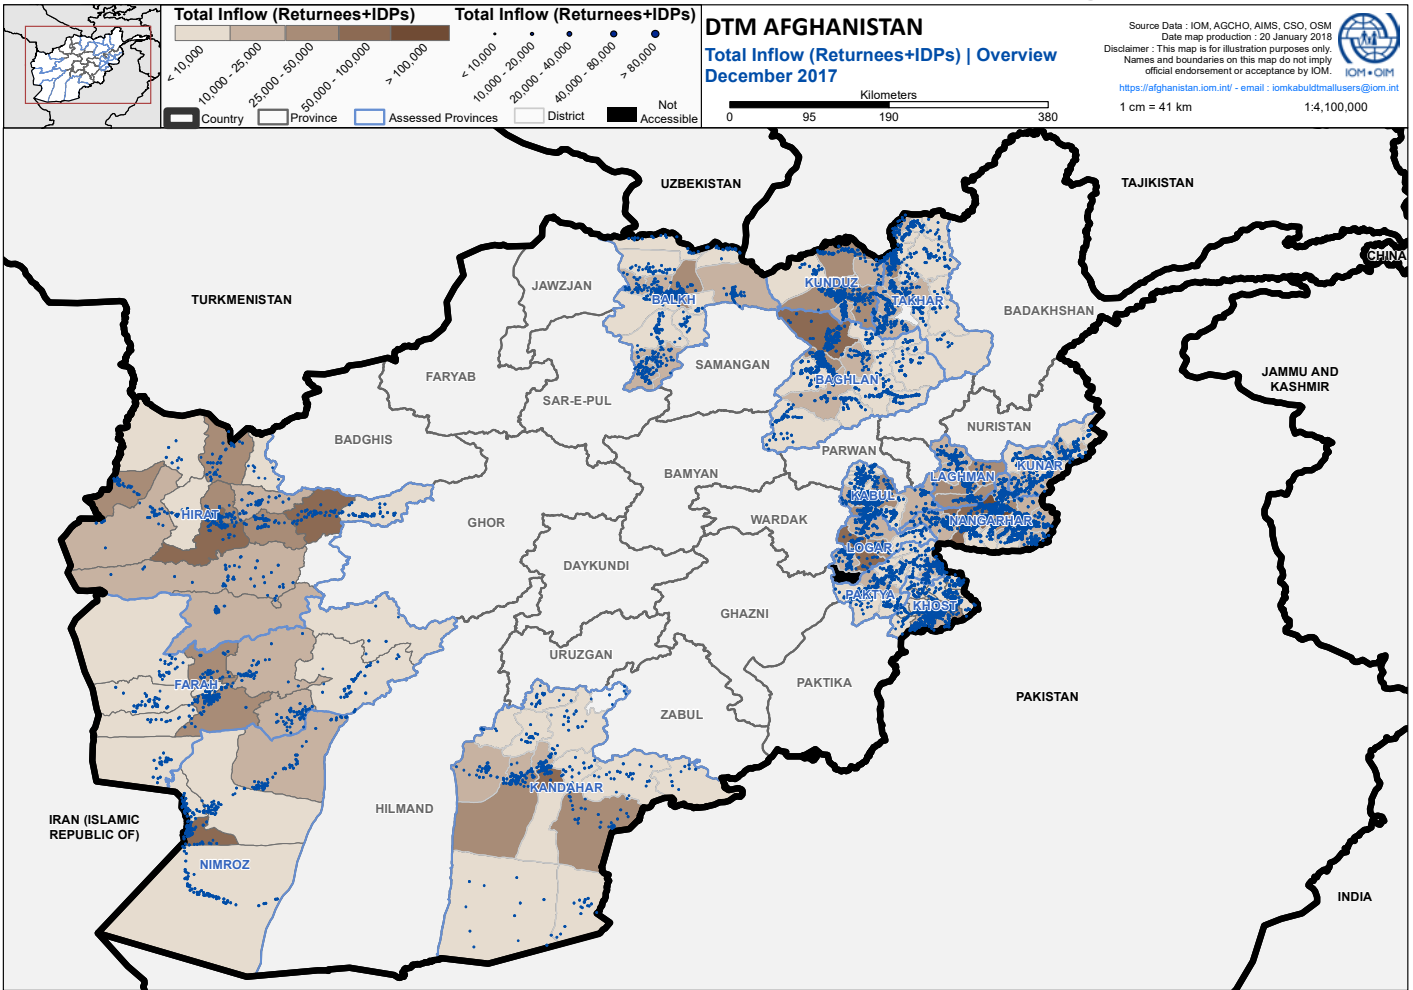 Total Inflow (Returnees+IDPs)
< 10,000
10,000 - 25,000
25,000 - 50,000
50,000 - 100,000
> 100,000
Total Inflow (Returnees+IDPs)
< 10,000
10,000 - 20,000
20,000 - 40,000
40,000 - 80,000
> 80,000
Country
Province
Assessed Provinces
District
Not
Accessible
DTM AFGHANISTAN
Total Inflow (Returnees+IDPs) | Overview
December 2017
Kilometers
0 95 190 380
Source Data : IOM, AGCHO, AIMS, CSO, OSM
Date map production : 20 January 2018
Disclaimer : This map is for illustration purposes only.
Names and boundaries on this map do not imply
official endorsement or acceptance by IOM.
https://afghanistan.iom.int/ - email : iomkabuldtmallusers@iom.int
1 cm = 41 km 1:4,100,000
IOM • OIM
UZBEKISTAN
TAJIKISTAN
CHINA
TURKMENISTAN
JAWZJAN
BALKH
KUNDUZ
TAKHAR
BADAKHSHAN
FARYAB
SAMANGAN
BAGHLAN
JAMMU AND
KASHMIR
SAR-E-PUL
BADGHIS
NURISTAN
PARWAN
BAMYAN
LAGHMAN
KUNAR
KABUL
HIRAT
GHOR
WARDAK
NANGARHAR
LOGAR
DAYKUNDI
PAKTYA
KHOST
GHAZNI
URUZGAN
FARAH
PAKTIKA
PAKISTAN
ZABUL
KANDAHAR
HILMAND
IRAN (ISLAMIC
REPUBLIC OF)
NIMROZ
INDIA